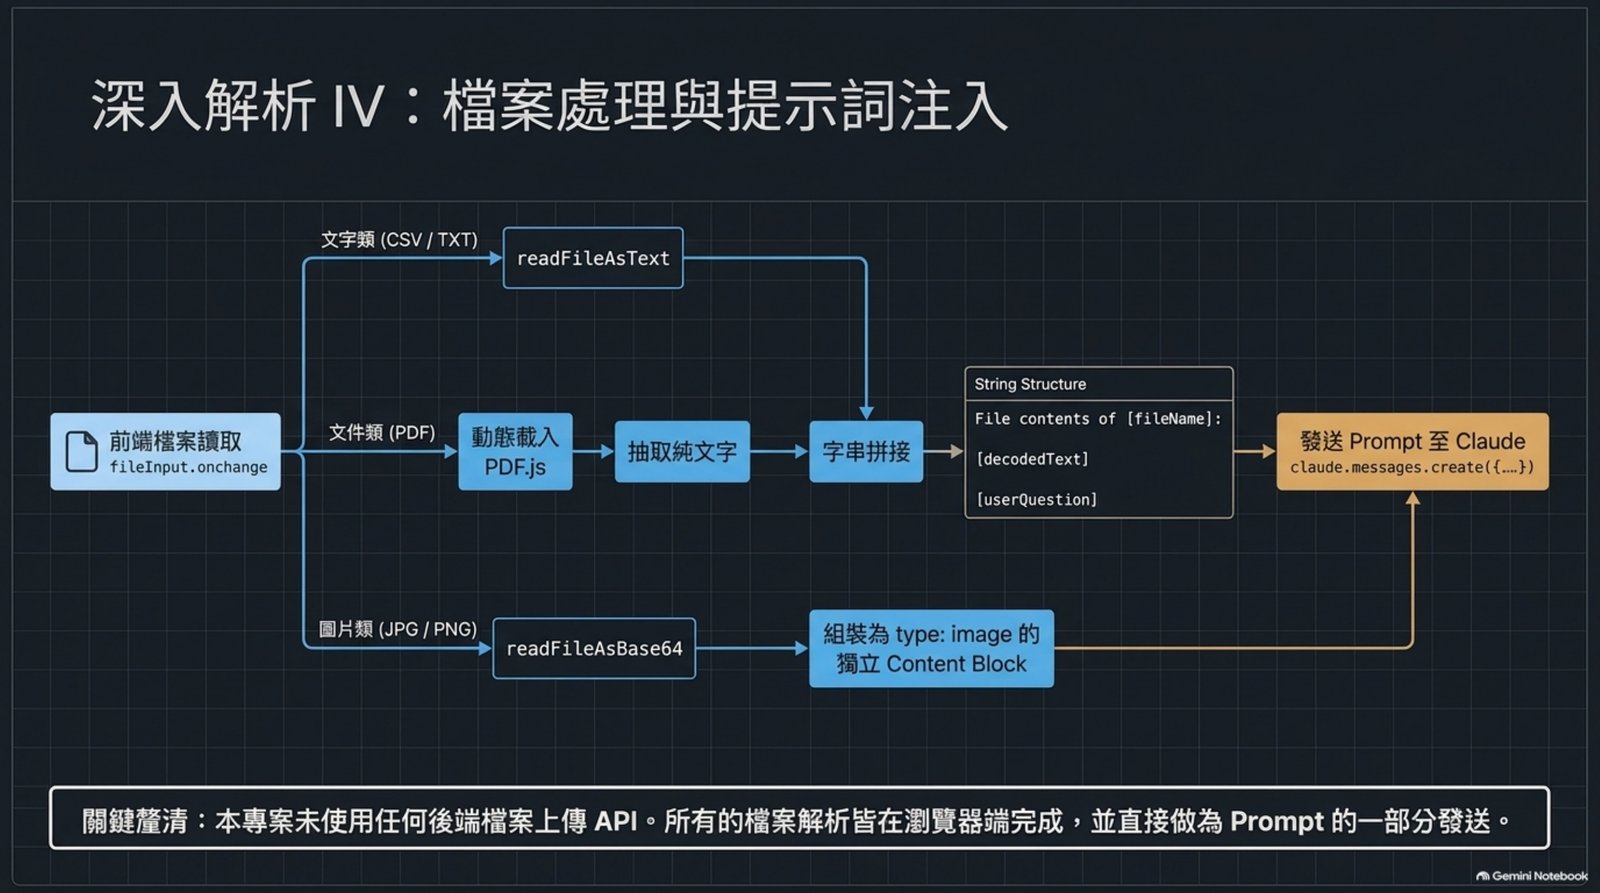 深入解析 IV：檔案處理與提示詞注入
文字類 (CSV / TXT)
readFileAsText
前端檔案讀取
fileInput.onchange
文件類 (PDF)
動態載入
PDF.js
抽取純文字
字串拼接
String Structure
File contents of [fileName]:
[decodedText]
[userQuestion]
發送 Prompt 至 Claude
claude.messages.create({....})
圖片類 (JPG / PNG)
readFileAsBase64
組裝為 type: image 的
獨立 Content Block
關鍵釐清：本專案未使用任何後端檔案上傳 API。所有的檔案解析皆在瀏覽器端完成，並直接做為 Prompt 的一部分發送。
Gemini Notebook